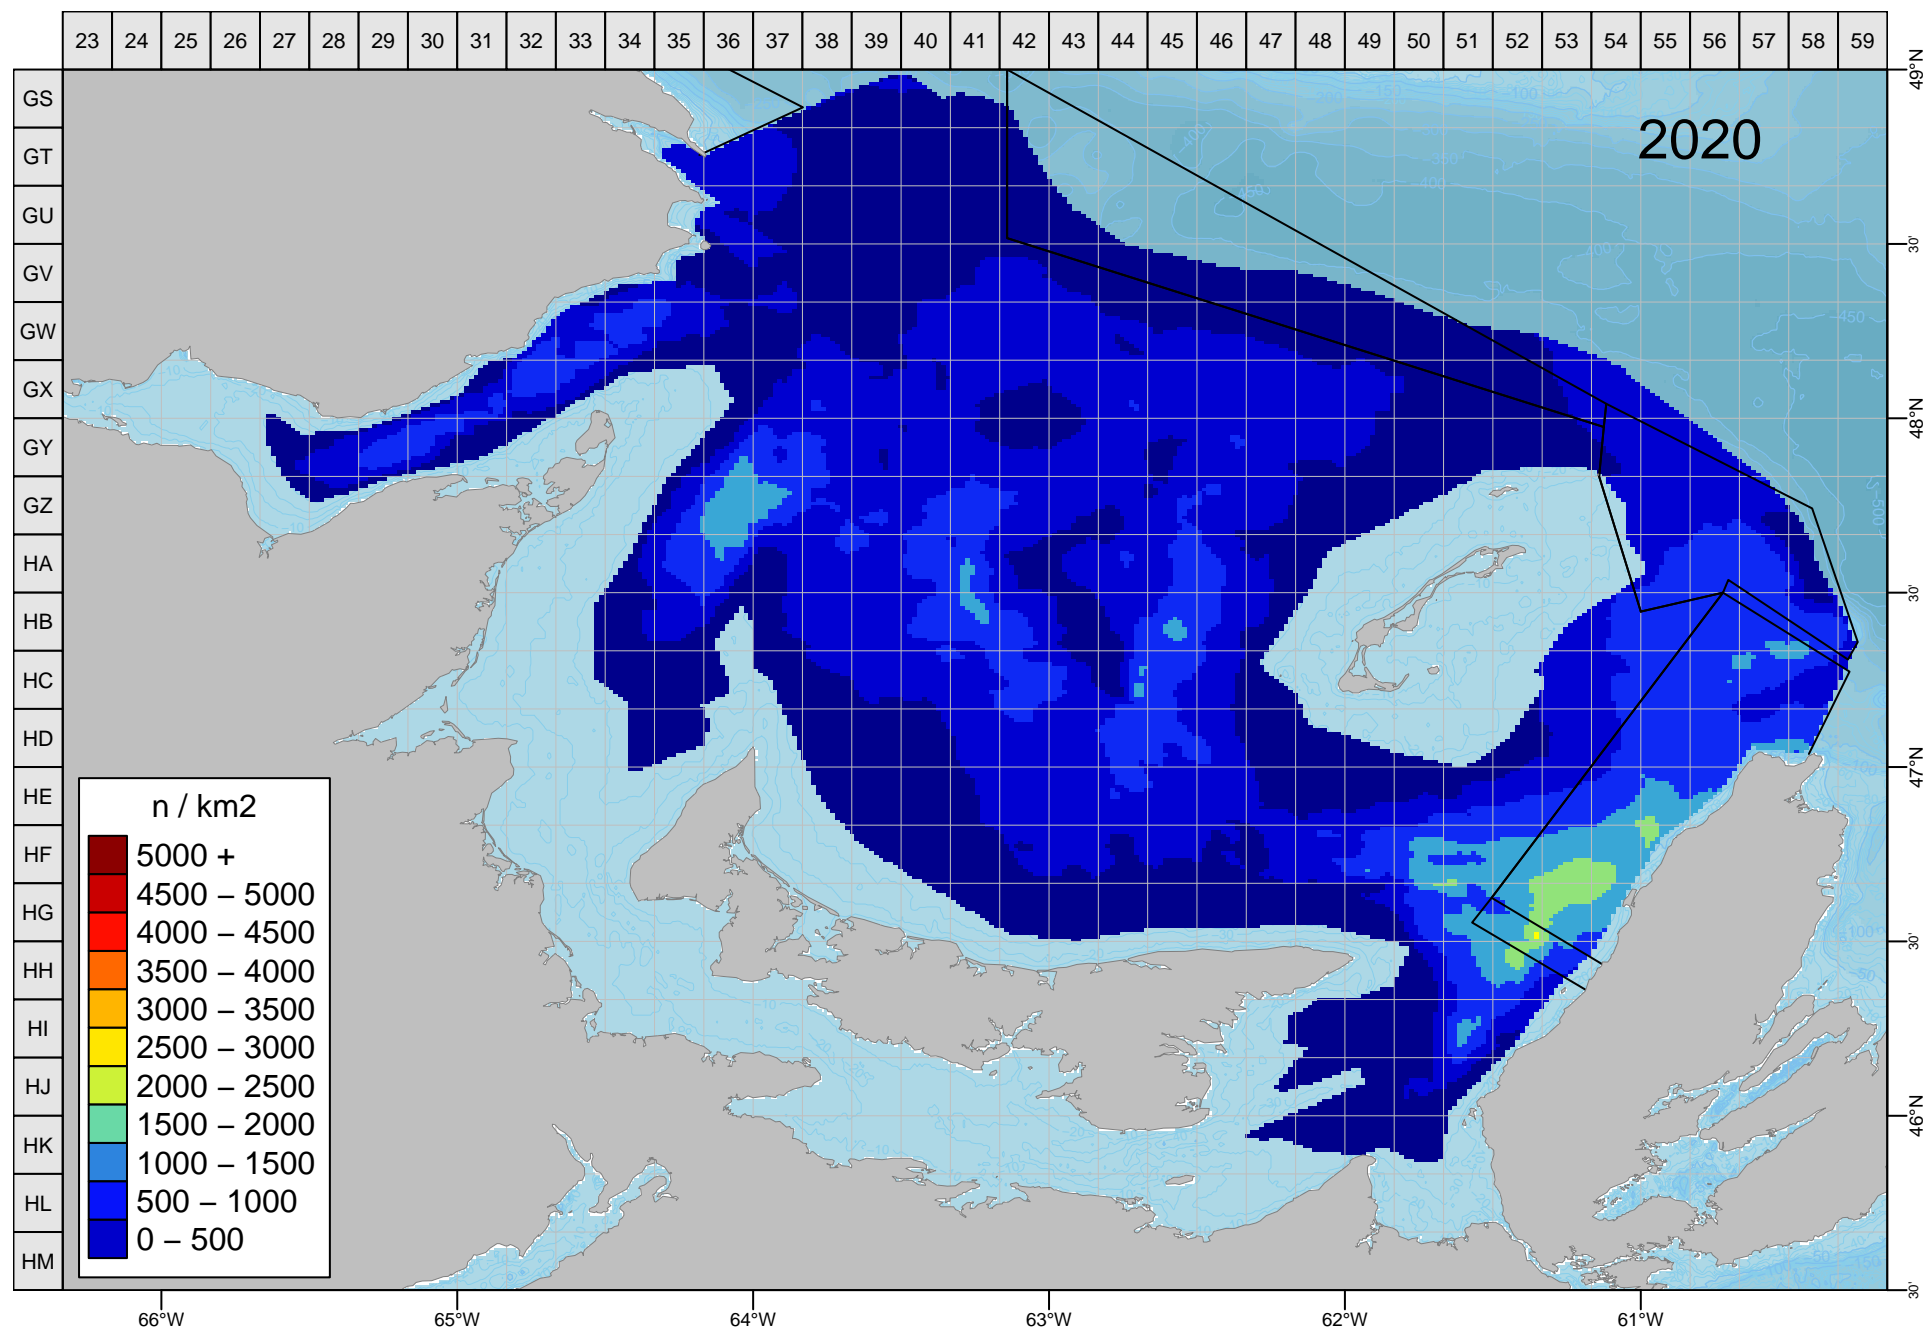 23 24 25 26 27 28 29 30 31 32 33 34 35 36 37 38 39 40 41 42 43 44 45 46 47 48 49 50 51 52 53 54 55 56 57 58 59
GS
GT
GU
GV
GW
GX
GY
GZ
HA
HB
HC
HD
HE
HF
HG
HH
HI
HJ
HK
HL
HM
2020
49°N
30'
48°N
30'
47°N
30'
46°N
30'
n / km2
5000 +
4500 – 5000
4000 – 4500
3500 – 4000
3000 – 3500
2500 – 3000
2000 – 2500
1500 – 2000
1000 – 1500
500 – 1000
0 – 500
66°W 65°W 64°W 63°W 62°W 61°W